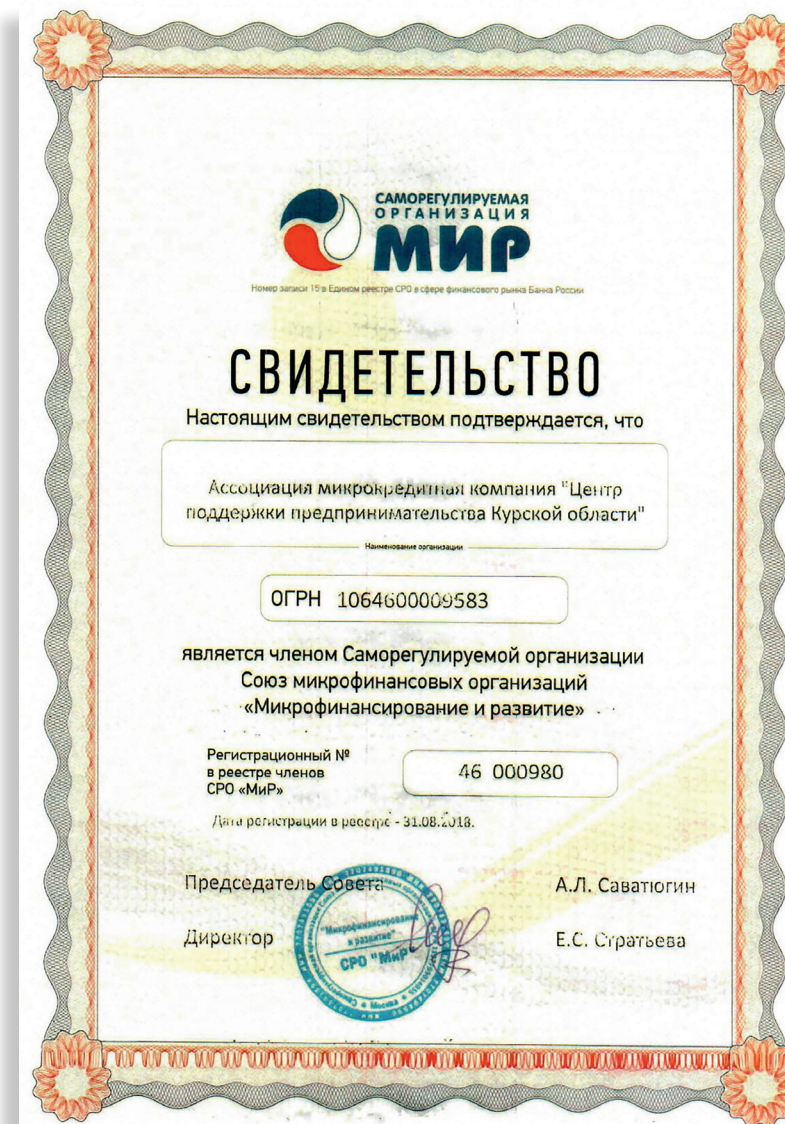 САМОРЕГУЛИРУЕМАЯ
ОРГАНИЗАЦИЯ
МИР
Номер записи 15 в Едином реестре СРО в сфере финансового рынка Банка России
СВИДЕТЕЛЬСТВО
Настоящим свидетельством подтверждается, что
Ассоциация микрокредитная компания "Центр
поддержки предпринимательства Курской области"
Наименование организации
ОГРН 1064600009583
является членом Саморегулируемой организации
Союз микрофинансовых организаций
«Микрофинансирование и развитие»
Регистрационный №
в реестре членов
СРО «МиР»
46 000980
Дата регистрации в реестре - 31.08.2018.
Председатель Совета
А.Л. Саватюгин
Директор
Е.С. Стратьева
"Микрофинансирование
и развитие"
СРО "МиР"
Москва